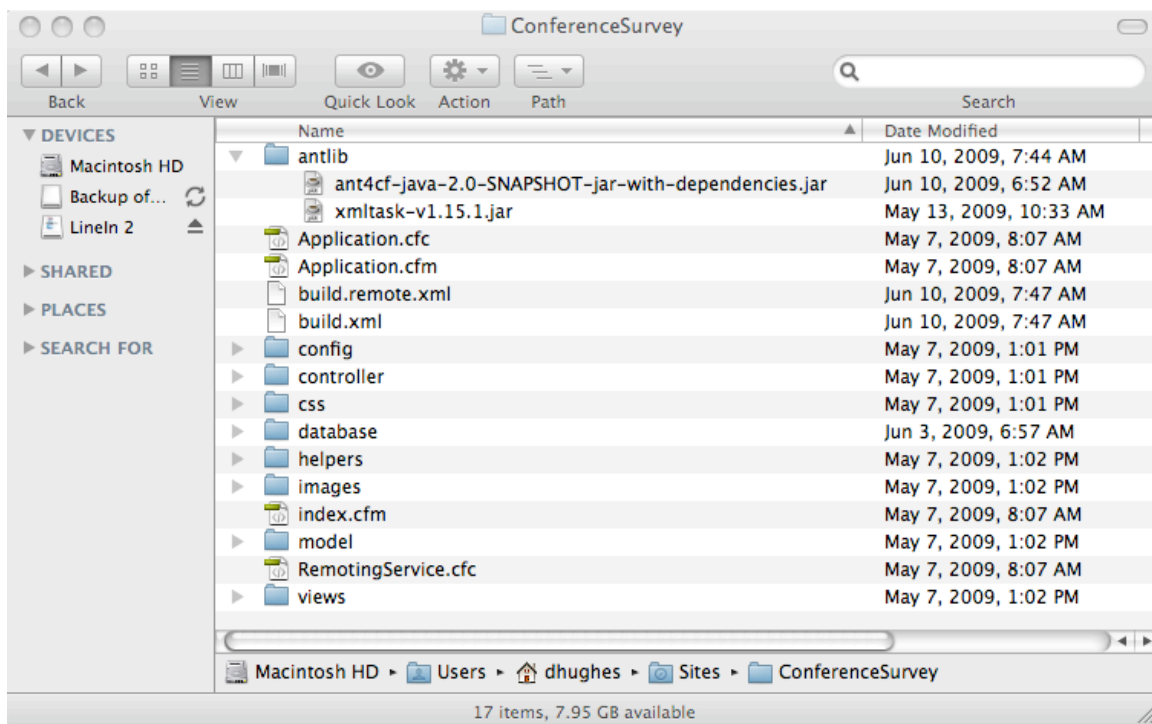 ConferenceSurvey
Back View Quick Look Action Path Search
▼ DEVICES
Macintosh HD
Backup of...
LineIn 2
▶ SHARED
▶ PLACES
▶ SEARCH FOR
Name Date Modified
antlib Jun 10, 2009, 7:44 AM
ant4cf-java-2.0-SNAPSHOT-jar-with-dependencies.jar Jun 10, 2009, 6:52 AM
xmltask-v1.15.1.jar May 13, 2009, 10:33 AM
Application.cfc May 7, 2009, 8:07 AM
Application.cfm May 7, 2009, 8:07 AM
build.remote.xml Jun 10, 2009, 7:47 AM
build.xml Jun 10, 2009, 7:47 AM
config May 7, 2009, 1:01 PM
controller May 7, 2009, 1:01 PM
css May 7, 2009, 1:01 PM
database Jun 3, 2009, 6:57 AM
helpers May 7, 2009, 1:02 PM
images May 7, 2009, 1:02 PM
index.cfm May 7, 2009, 8:07 AM
model May 7, 2009, 1:02 PM
RemotingService.cfc May 7, 2009, 8:07 AM
views May 7, 2009, 1:02 PM
Macintosh HD ▸ Users ▸ dhughes ▸ Sites ▸ ConferenceSurvey
17 items, 7.95 GB available